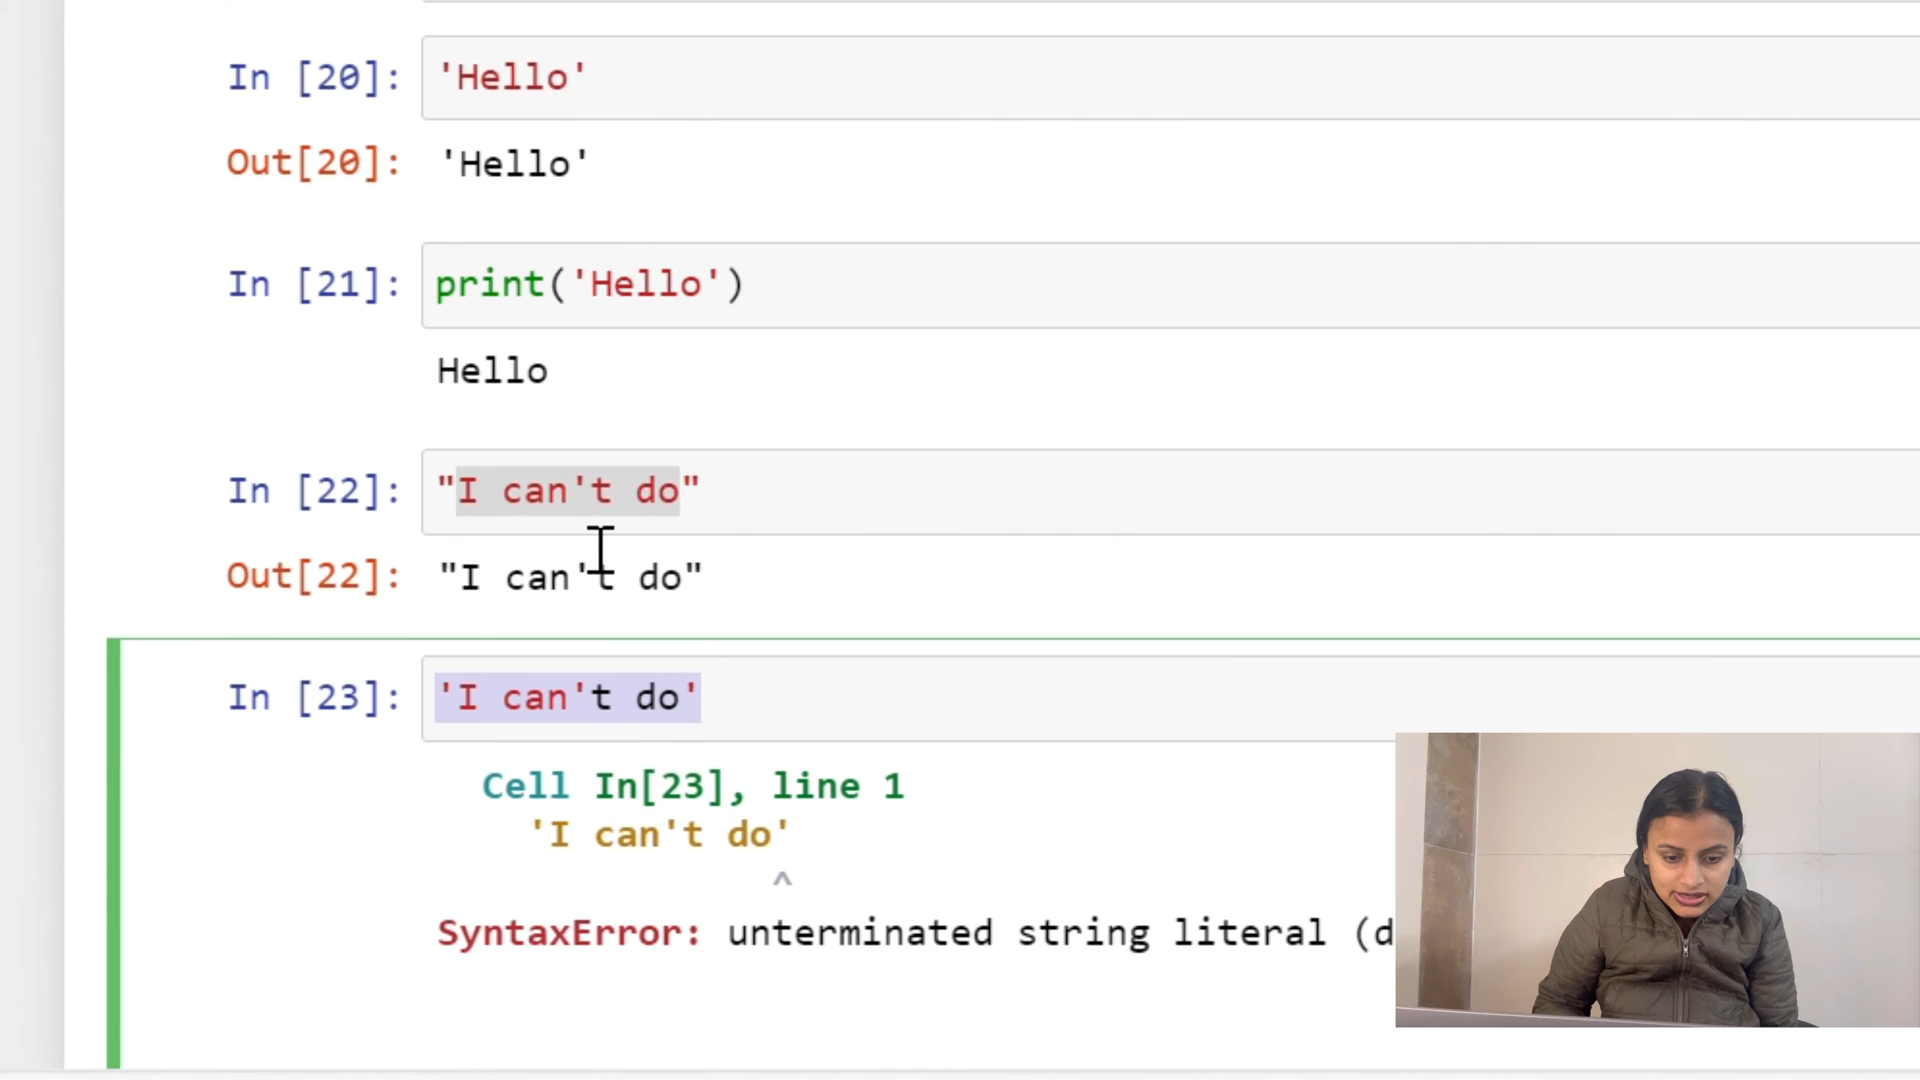 In [20]: 'Hello'
Out[20]: 'Hello'
In [21]: print('Hello')
Hello
In [22]: "I can't do"
Out[22]: "I can't do"
In [23]: 'I can't do'
Cell In[23], line 1
'I can't do'
^
SyntaxError: unterminated string literal (d